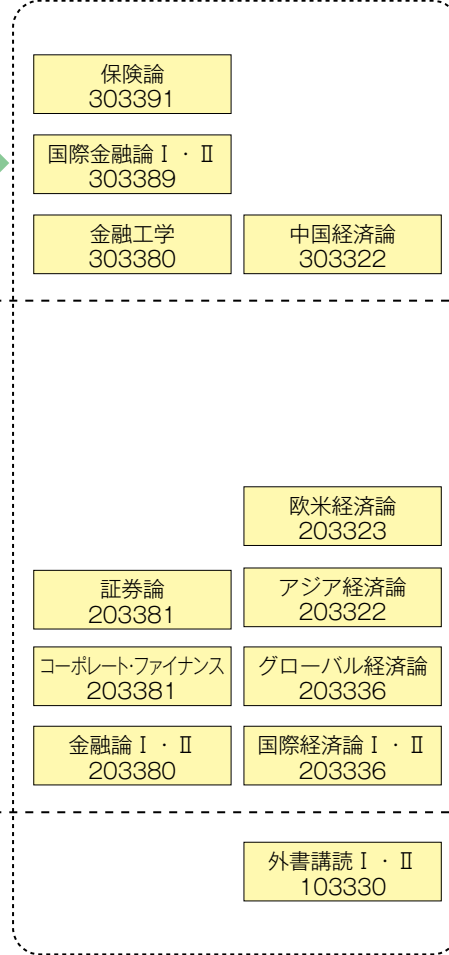 保険論
303391
国際金融論Ⅰ・Ⅱ
303389
金融工学
303380
中国経済論
303322
欧米経済論
203323
証券論
203381
アジア経済論
203322
コーポレート・ファイナンス
203381
グローバル経済論
203336
金融論Ⅰ・Ⅱ
203380
国際経済論Ⅰ・Ⅱ
203336
外書講読Ⅰ・Ⅱ
103330